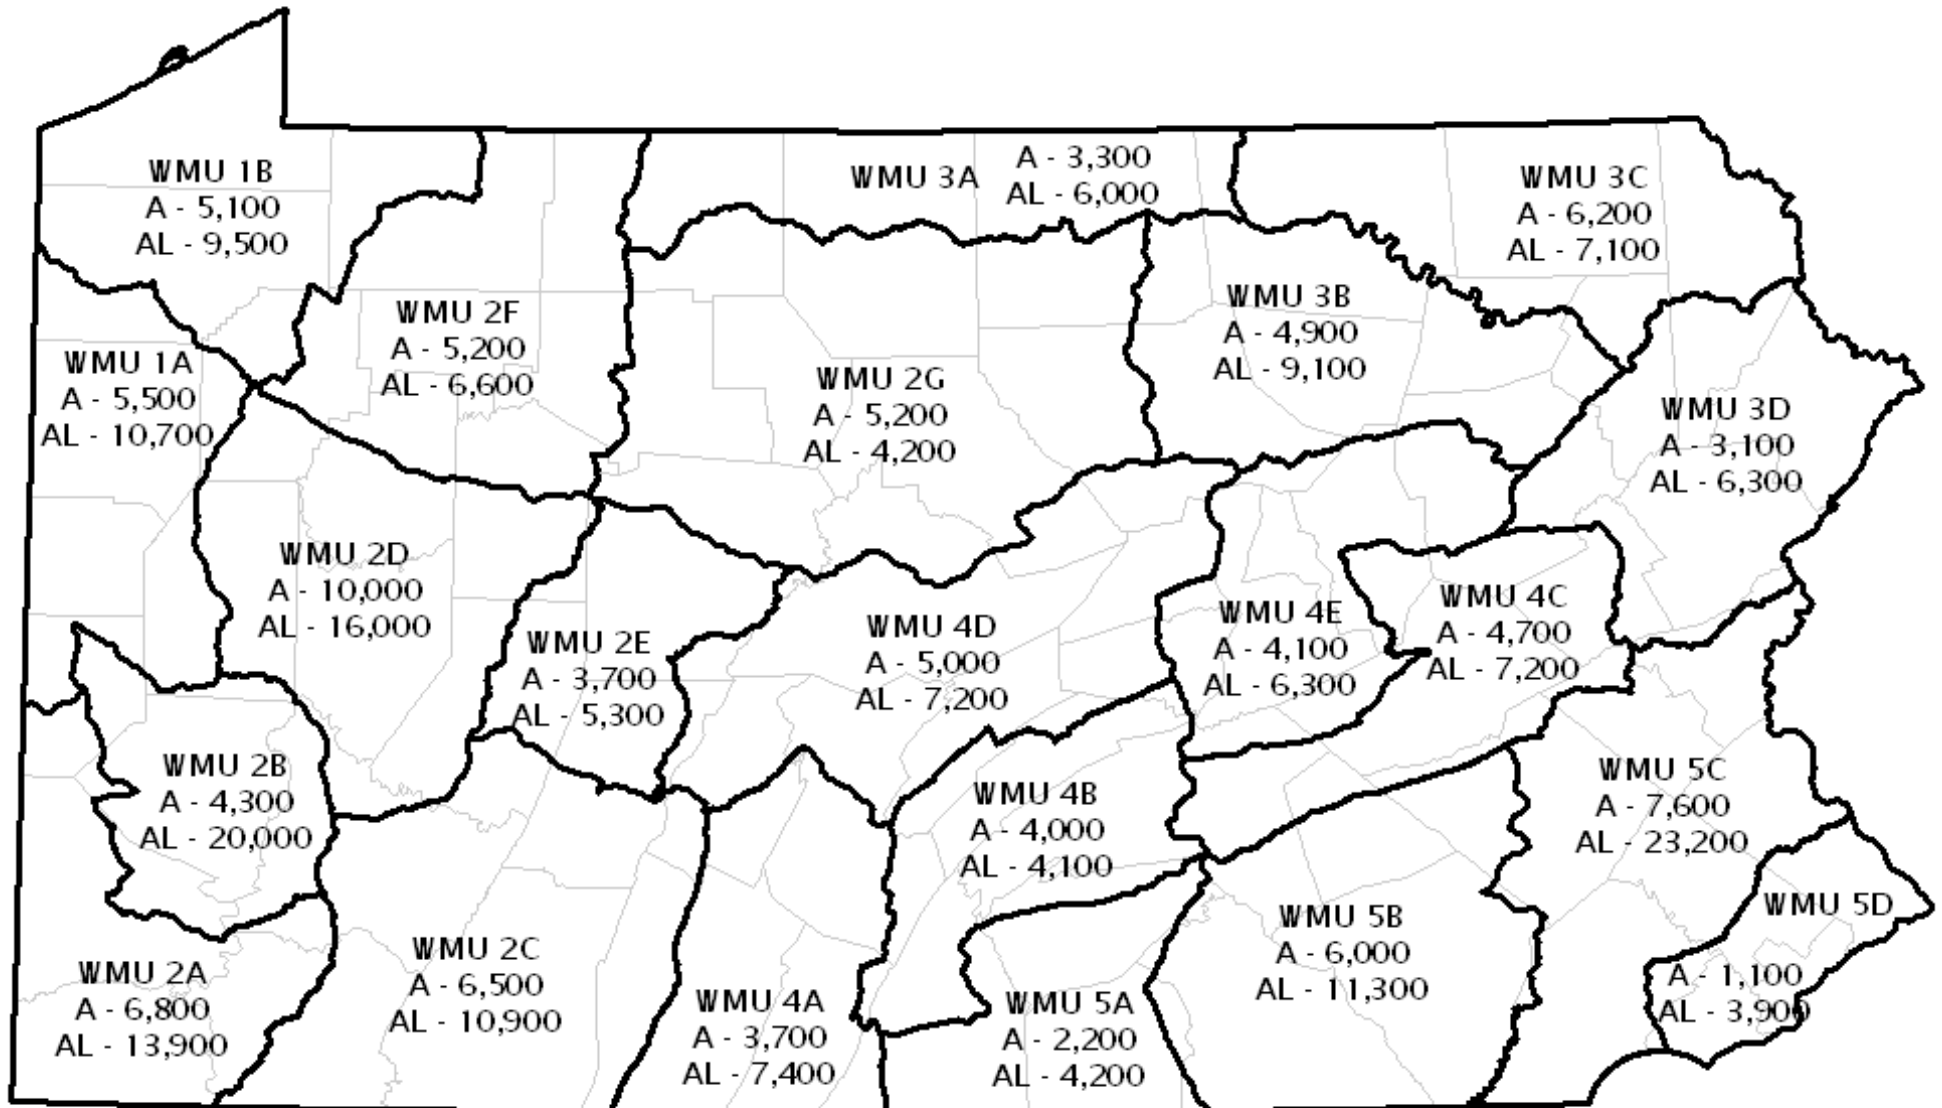 WMU 1B
A - 5,100
AL - 9,500
WMU 3A
A - 3,300
AL - 6,000
WMU 3C
A - 6,200
AL - 7,100
WMU 2F
A - 5,200
AL - 6,600
WMU 3B
A - 4,900
AL - 9,100
WMU 1A
A - 5,500
AL - 10,700
WMU 2G
A - 5,200
AL - 4,200
WMU 3D
A - 3,100
AL - 6,300
WMU 2D
A - 10,000
AL - 16,000
WMU 2E
A - 3,700
AL - 5,300
WMU 4D
A - 5,000
AL - 7,200
WMU 4E
A - 4,100
AL - 6,300
WMU 4C
A - 4,700
AL - 7,200
WMU 2B
A - 4,300
AL - 20,000
WMU 4B
A - 4,000
AL - 4,100
WMU 5C
A - 7,600
AL - 23,200
WMU 5D
A - 1,100
AL - 3,900
WMU 2A
A - 6,800
AL - 13,900
WMU 2C
A - 6,500
AL - 10,900
WMU 4A
A - 3,700
AL - 7,400
WMU 5A
A - 2,200
AL - 4,200
WMU 5B
A - 6,000
AL - 11,300